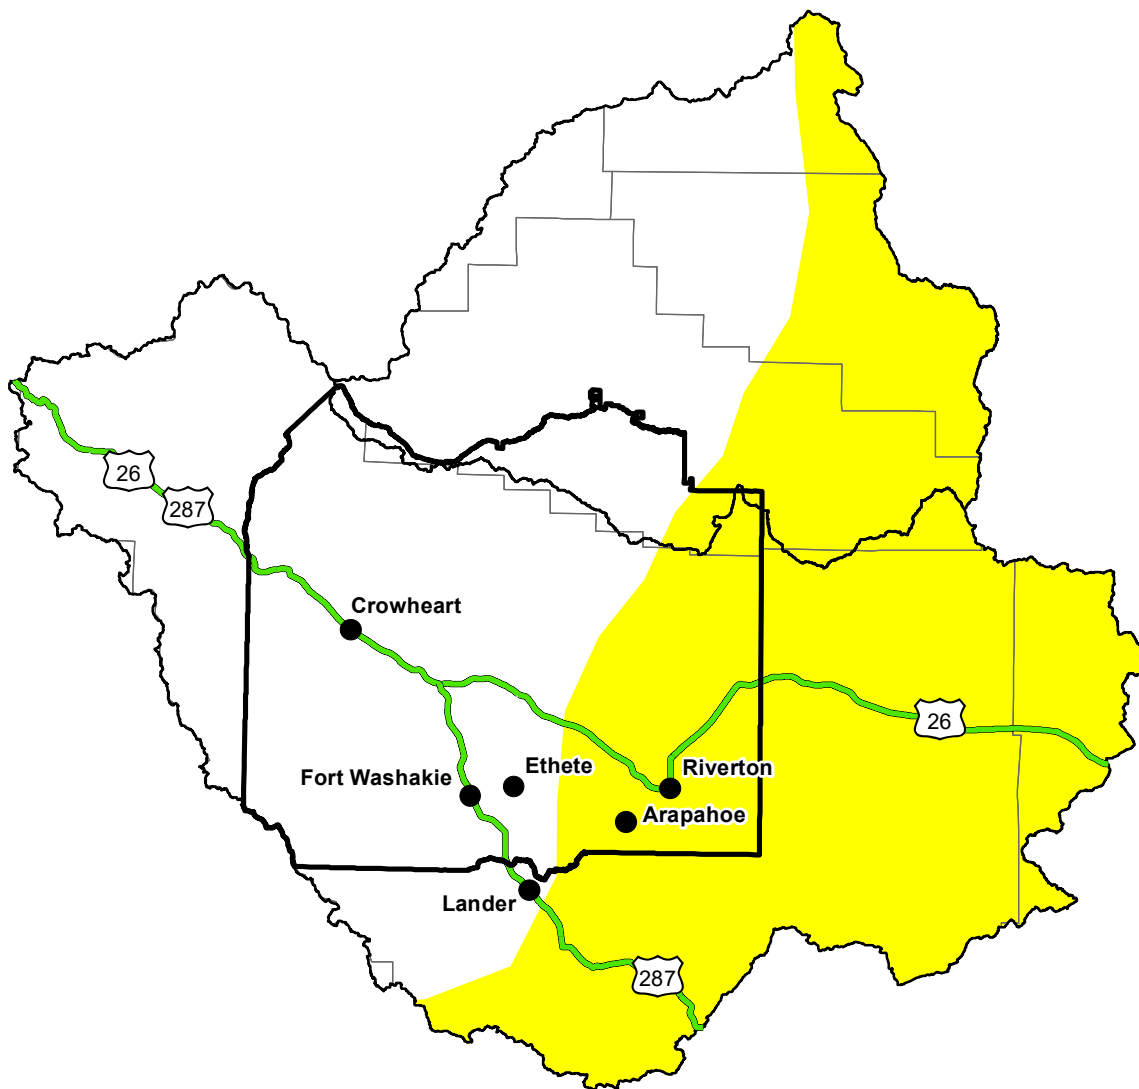 26
287
Crowheart
26
Ethete
Riverton
Fort Washakie
Arapahoe
Lander
287